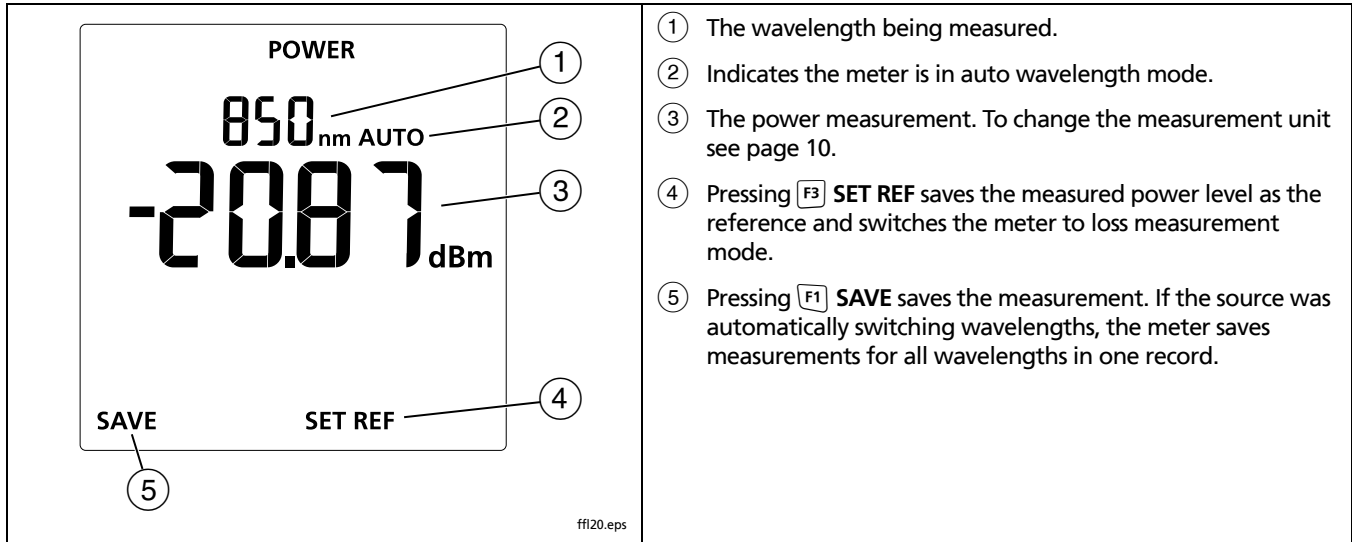 POWER
850 nm AUTO
-20.87 dBm
SAVE SET REF
1
2
3
4
5
ffl20.eps
1 The wavelength being measured.
2 Indicates the meter is in auto wavelength mode.
3 The power measurement. To change the measurement unit
see page 10.
4 Pressing F3 SET REF saves the measured power level as the
reference and switches the meter to loss measurement
mode.
5 Pressing F1 SAVE saves the measurement. If the source was
automatically switching wavelengths, the meter saves
measurements for all wavelengths in one record.